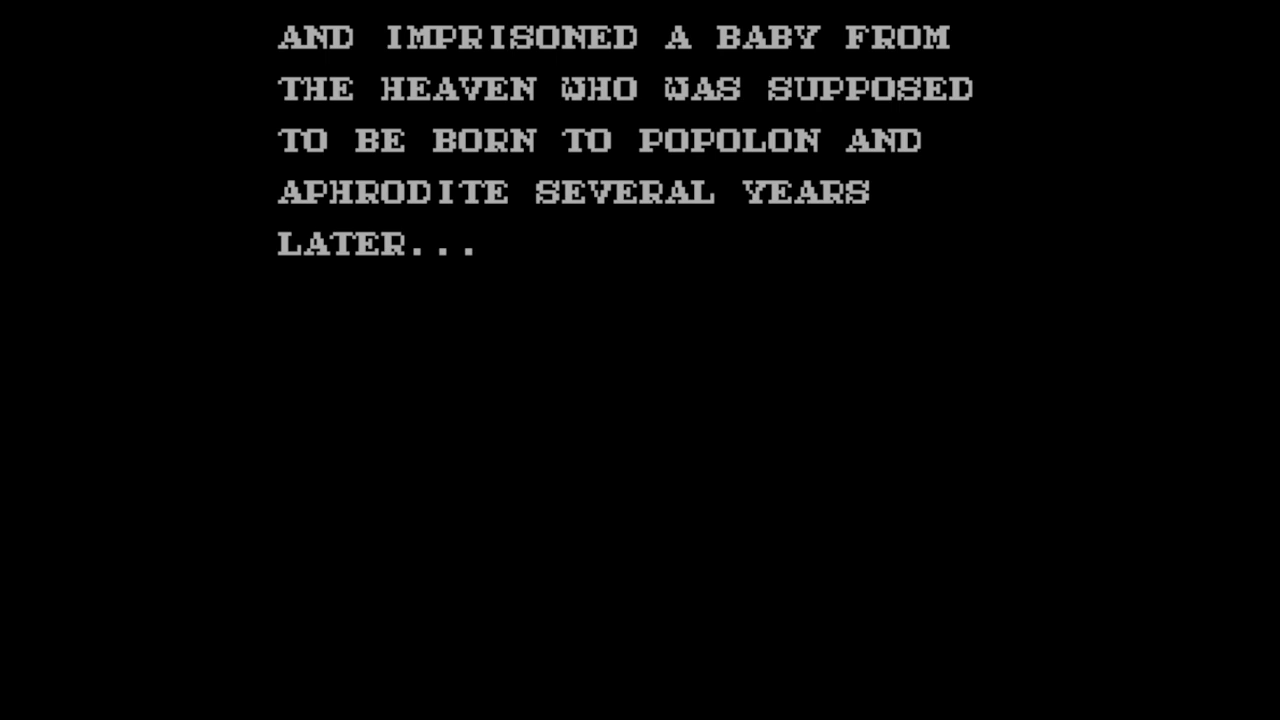 AND IMPRISONED A BABY FROM
THE HEAVEN WHO WAS SUPPOSED
TO BE BORN TO POPOLON AND
APHRODITE SEVERAL YEARS
LATER...